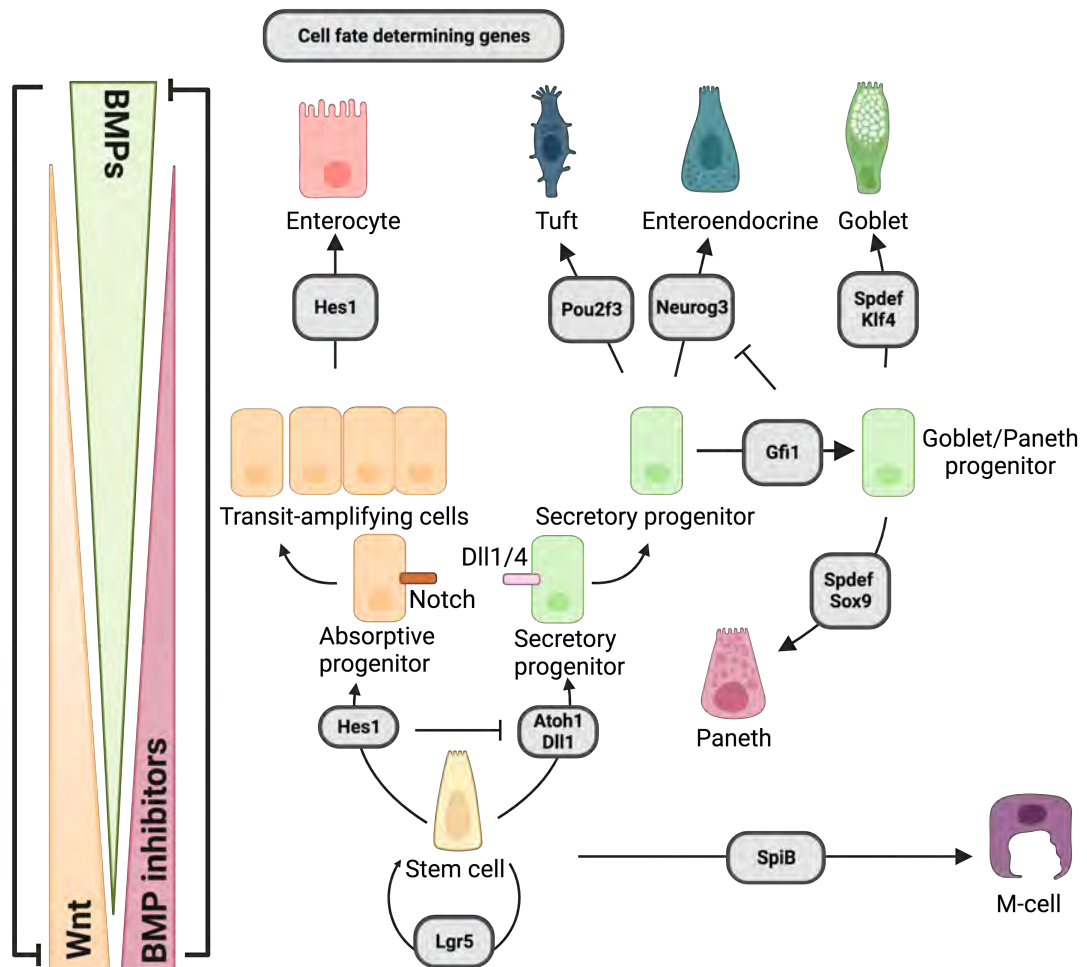 Cell fate determining genes
BMPs
Enterocyte
Tuft
Enteroendocrine
Goblet
Hes1
Pou2f3
Neurog3
Spdef
Klf4
Gfi1
Goblet/Paneth
progenitor
Transit-amplifying cells
Secretory progenitor
Dll1/4
Notch
Spdef
Sox9
Absorptive
progenitor
Secretory
progenitor
Hes1
Atoh1
Dll1
Paneth
Stem cell
SpiB
M-cell
Lgr5
Wnt
BMP inhibitors